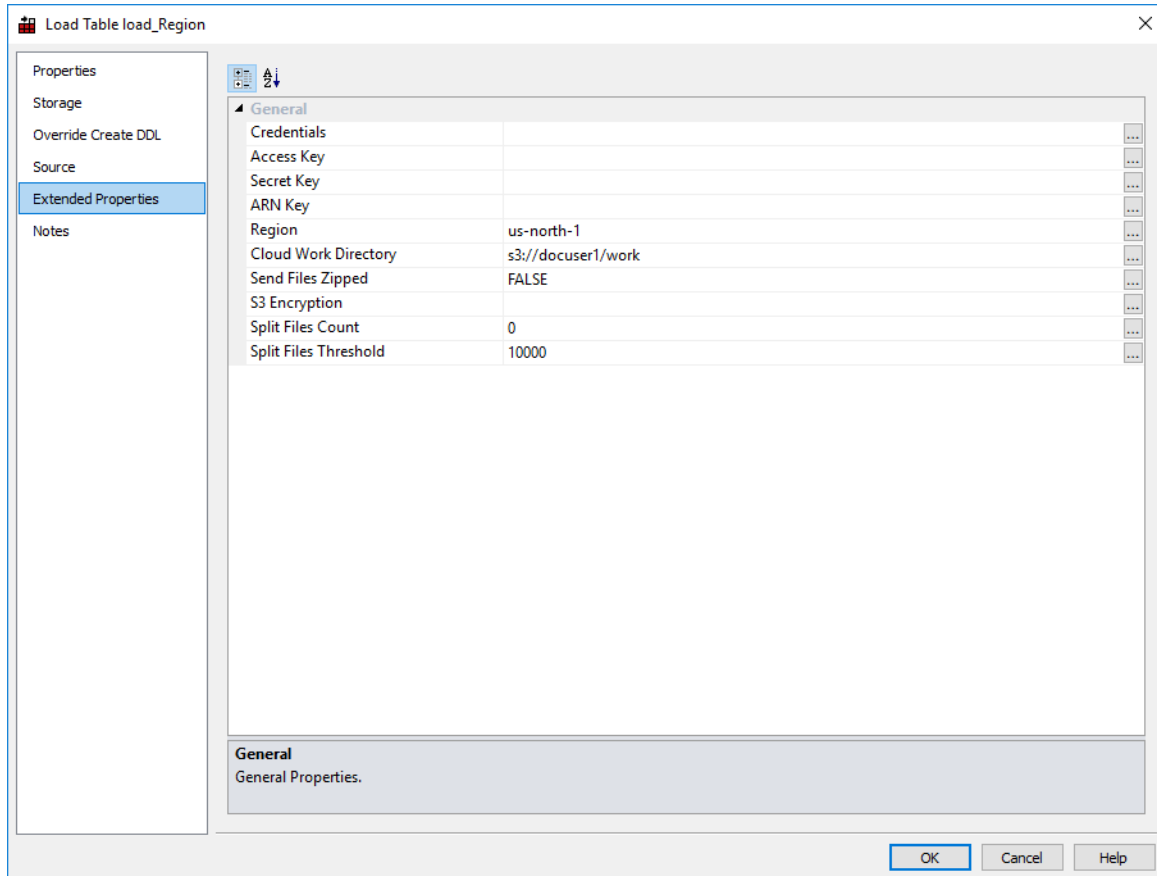 Load Table load_Region
Properties
Storage
Override Create DDL
Source
Extended Properties
Notes
General
Credentials
Access Key
Secret Key
ARN Key
Region us-north-1
Cloud Work Directory s3://docuser1/work
Send Files Zipped FALSE
S3 Encryption
Split Files Count 0
Split Files Threshold 10000
General
General Properties.
OK Cancel Help